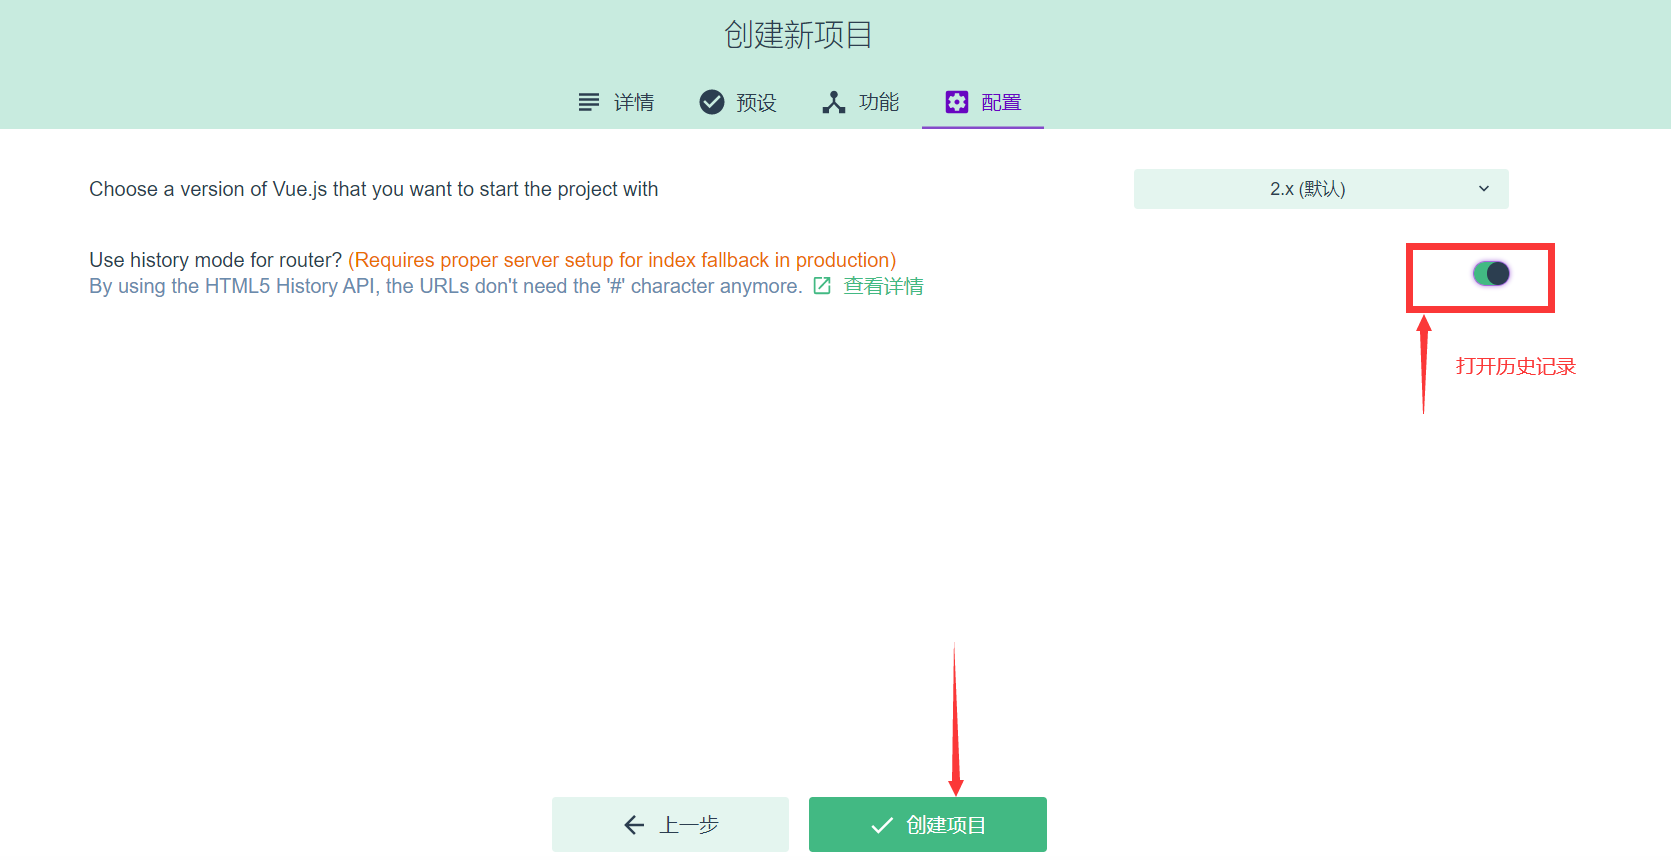 创建新项目
详情 预设 功能 配置
Choose a version of Vue.js that you want to start the project with 2.x (默认)
Use history mode for router? (Requires proper server setup for index fallback in production)
By using the HTML5 History API, the URLs don't need the '#' character anymore. 查看详情
打开历史记录
上一步 创建项目